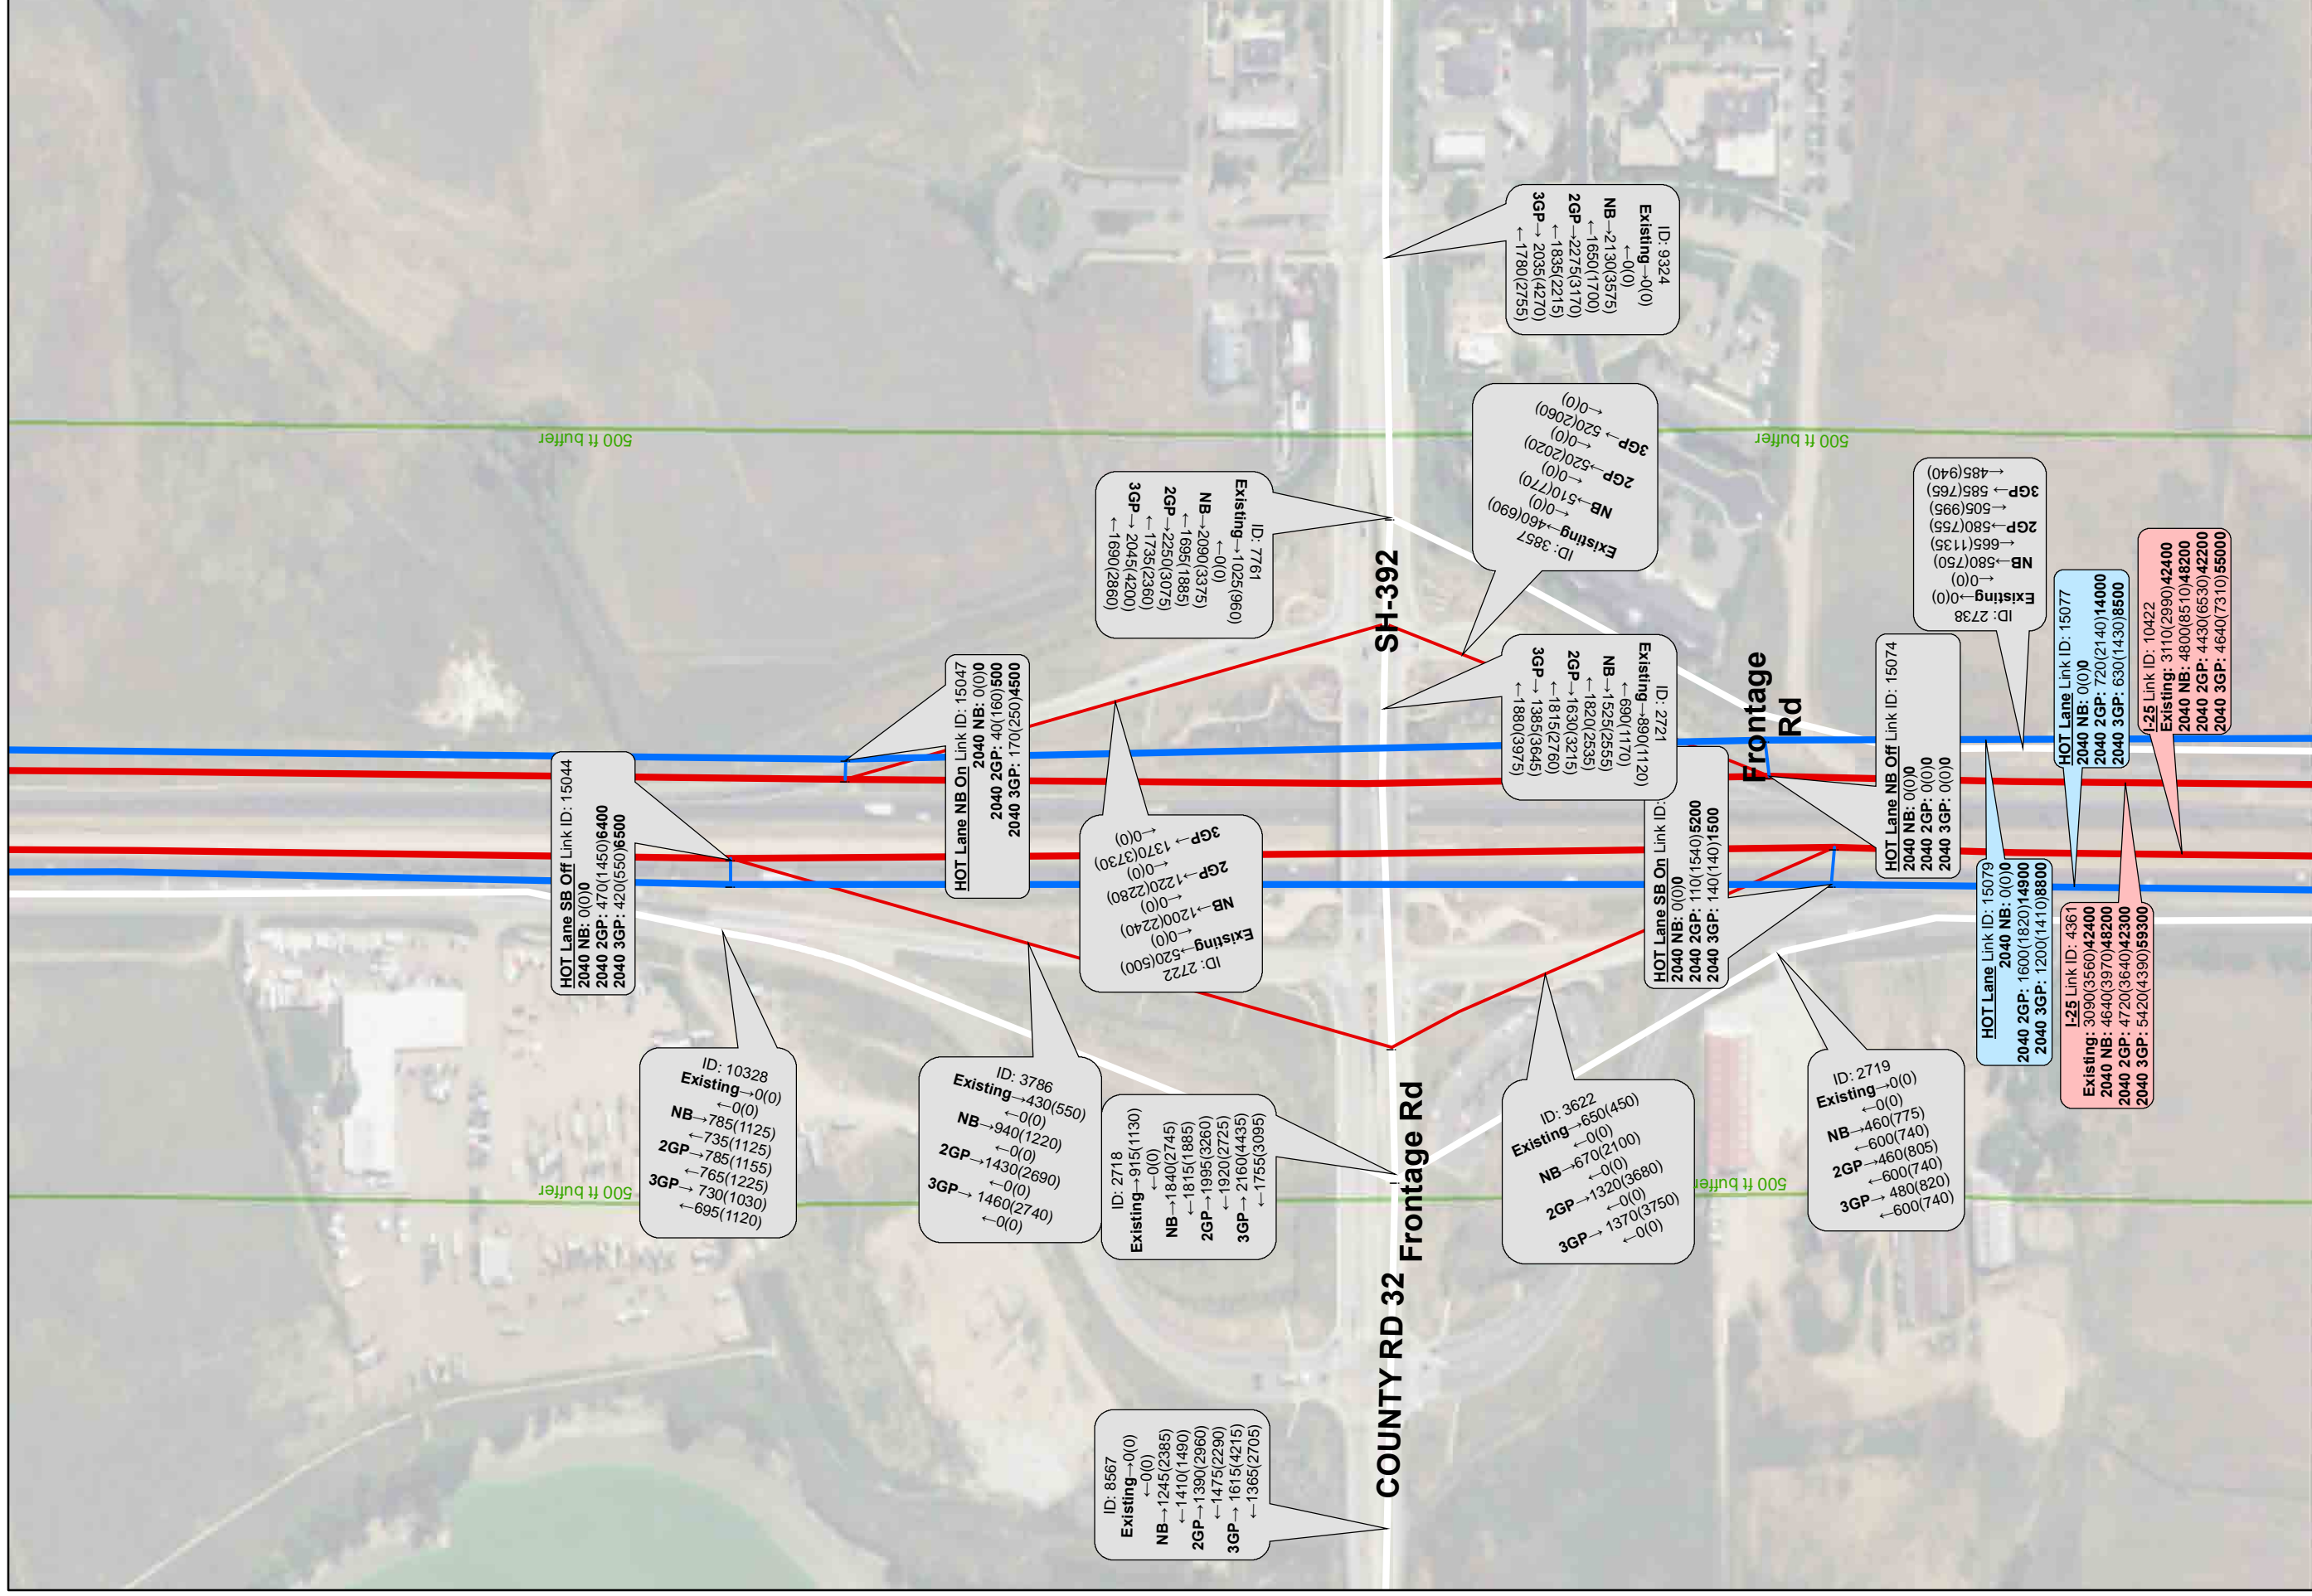 500 ft buffer
500 ft buffer
ID: 9324
Existing→0(0)
←0(0)
NB→2130(3575)
←1650(1700)
2GP→2275(3170)
←1835(2215)
3GP→ 2035(4270)
←1780(2755)
ID: 3857
Existing→460(690)
←0(0)
NB→510(770)
←0(0)
2GP→520(2020)
←0(0)
3GP→ 520(2060)
←0(0)
ID: 7761
Existing→1025(960)
←0(0)
NB→2090(3375)
←1695(1885)
2GP→2250(3075)
←1735(2360)
3GP→ 2045(4200)
←1690(2860)
SH-392
ID: 2738
Existing→0(0)
←0(0)
NB→580(750)
←665(1135)
2GP→580(755)
←505(995)
3GP→ 585(765)
←485(940)
HOT Lane Link ID: 15077
2040 NB: 0(0)0
2040 2GP: 720(2140)14000
2040 3GP: 630(1430)8500
I-25 Link ID: 10422
Existing: 3110(2990)42400
2040 NB: 4800(8510)48200
2040 2GP: 4430(6530)42200
2040 3GP: 4640(7310)55000
HOT Lane NB On Link ID: 15047
2040 NB: 0(0)0
2040 2GP: 40(160)500
2040 3GP: 170(250)4500
ID: 2721
Existing→890(1120)
←690(1170)
NB→1525(2555)
←1820(2535)
2GP→1630(3215)
←1815(2760)
3GP→ 1385(3645)
←1880(3975)
Frontage
Rd
HOT Lane NB Off Link ID: 15074
2040 NB: 0(0)0
2040 2GP: 0(0)0
2040 3GP: 0(0)0
HOT Lane SB Off Link ID: 15044
2040 NB: 0(0)0
2040 2GP: 470(1450)6400
2040 3GP: 420(550)6500
ID: 2722
Existing→520(500)
←0(0)
NB→1200(2240)
←0(0)
2GP→1220(2280)
←0(0)
3GP→ 1370(3730)
←0(0)
HOT Lane SB On Link ID:
2040 NB: 0(0)0
2040 2GP: 110(1540)5200
2040 3GP: 140(140)1500
HOT Lane Link ID: 15079
2040 NB: 0(0)0
2040 2GP: 1600(1820)14900
2040 3GP: 1200(1410)8800
I-25 Link ID: 4361
Existing: 3090(3560)42400
2040 NB: 4640(3970)48200
2040 2GP: 4720(3640)42300
2040 3GP: 5420(4390)59300
ID: 10328
Existing→0(0)
←0(0)
NB→785(1125)
←735(1125)
2GP→785(1155)
←765(1225)
3GP→ 730(1030)
←695(1120)
ID: 3786
Existing→430(550)
←0(0)
NB→940(1220)
←0(0)
2GP→1430(2690)
←0(0)
3GP→ 1460(2740)
←0(0)
ID: 2718
Existing→915(1130)
←0(0)
NB→1840(2745)
←1815(1885)
2GP→1995(3260)
←1920(2725)
3GP→ 2160(4435)
←1755(3095)
Frontage Rd
ID: 3622
Existing→650(450)
←0(0)
NB→670(2100)
←0(0)
2GP→1320(3680)
←0(0)
3GP→ 1370(3750)
←0(0)
ID: 2719
Existing→0(0)
←0(0)
NB→460(775)
←600(740)
2GP→460(805)
←600(740)
3GP→ 480(820)
←600(740)
500 ft buffer
500 ft buffer
COUNTY RD 32
ID: 8567
Existing→0(0)
←0(0)
NB→1245(2385)
←1410(1490)
2GP→1390(2960)
←1475(2290)
3GP→ 1615(4215)
←1365(2705)